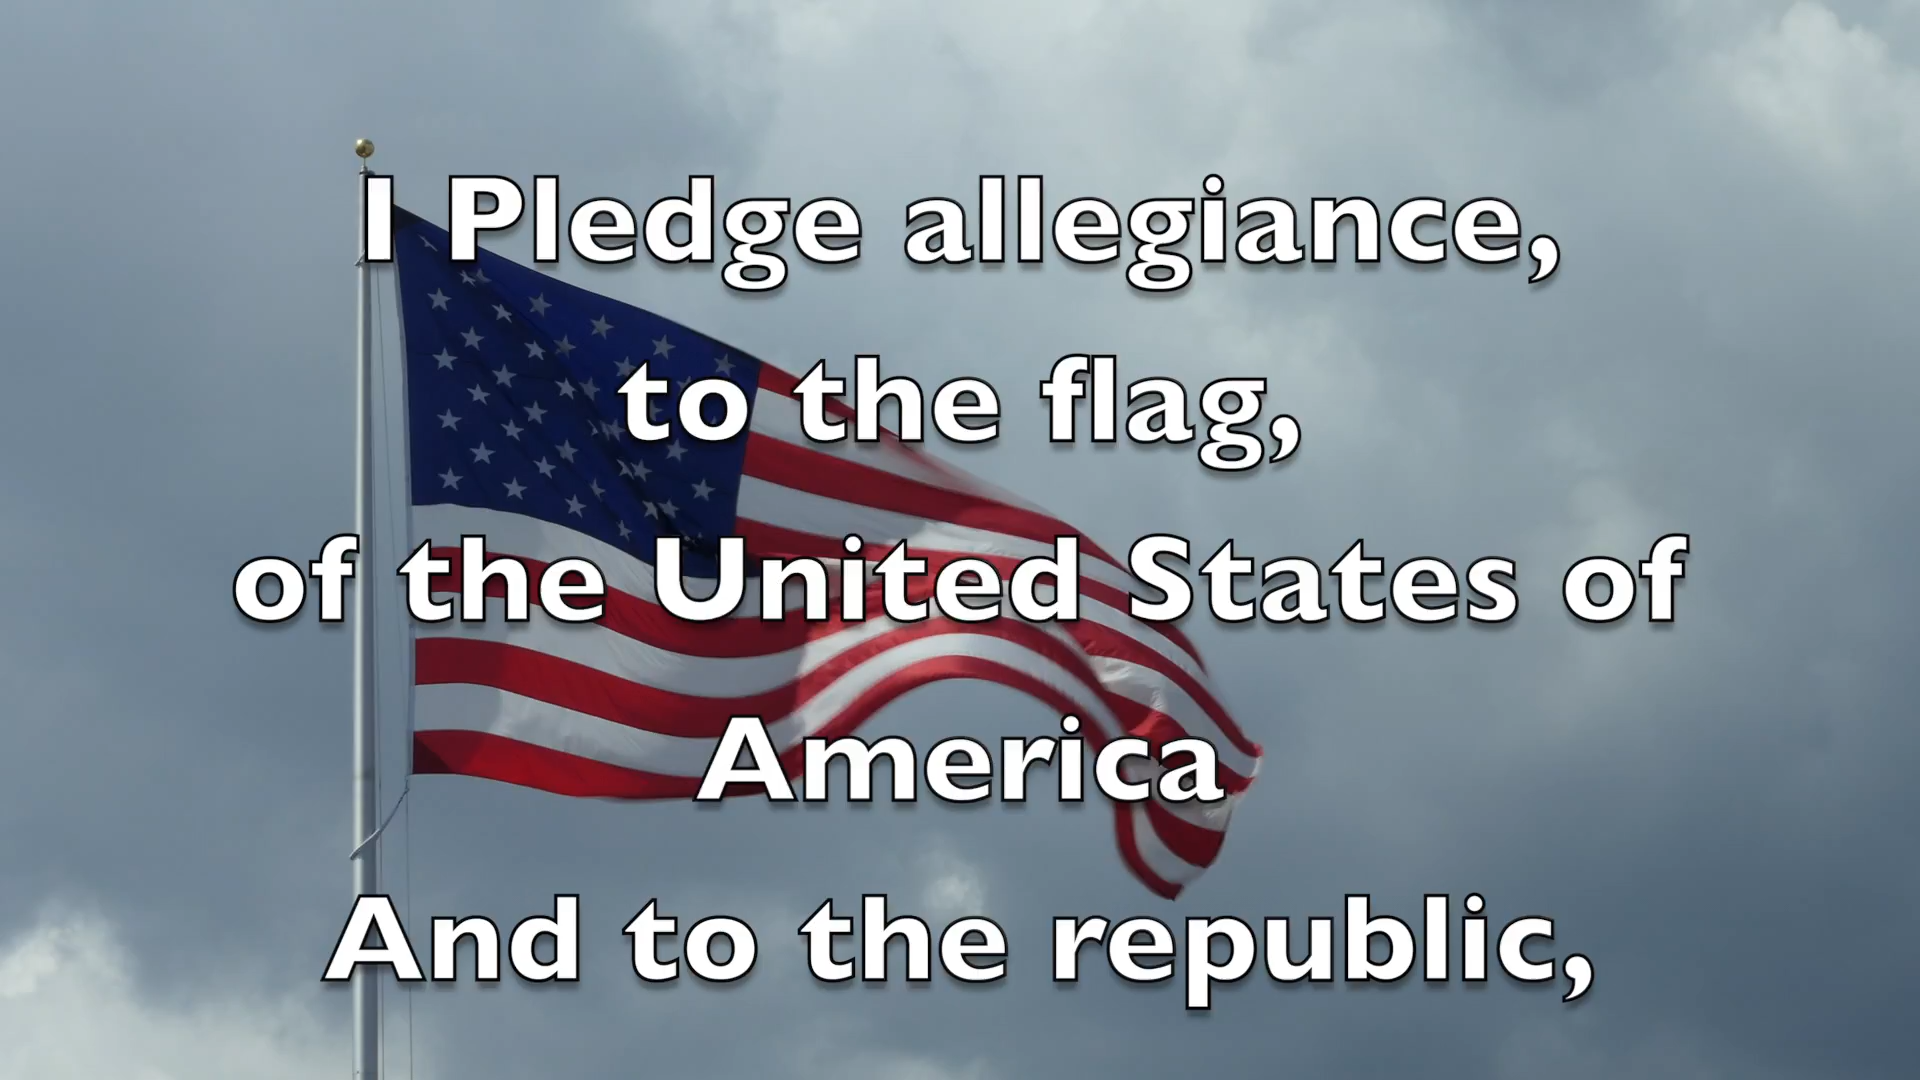 I Pledge allegiance,
to the flag,
of the United States of
America
And to the republic,